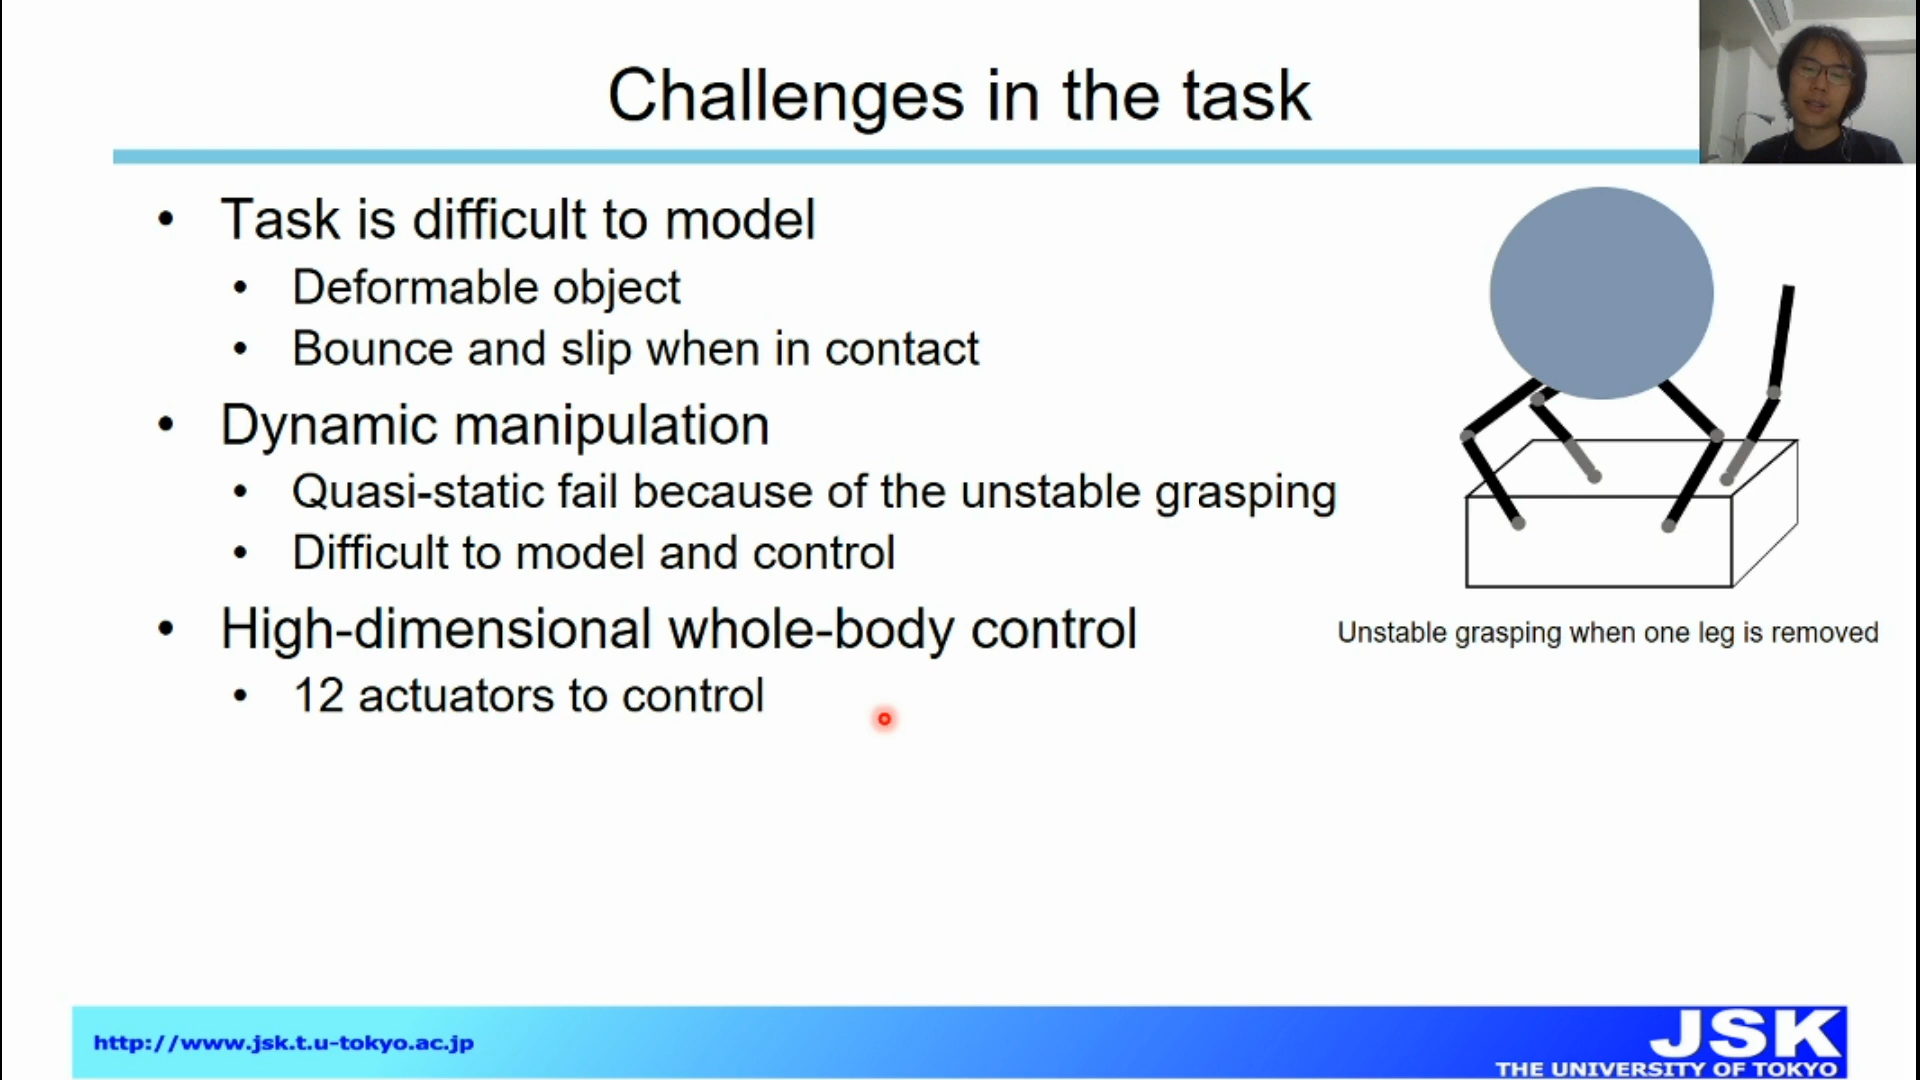 Challenges in the task
• Task is difficult to model
• Deformable object
• Bounce and slip when in contact
• Dynamic manipulation
• Quasi-static fail because of the unstable grasping
• Difficult to model and control
• High-dimensional whole-body control
• 12 actuators to control
Unstable grasping when one leg is removed
http://www.jsk.t.u-tokyo.ac.jp
JSK
THE UNIVERSITY OF TOKYO